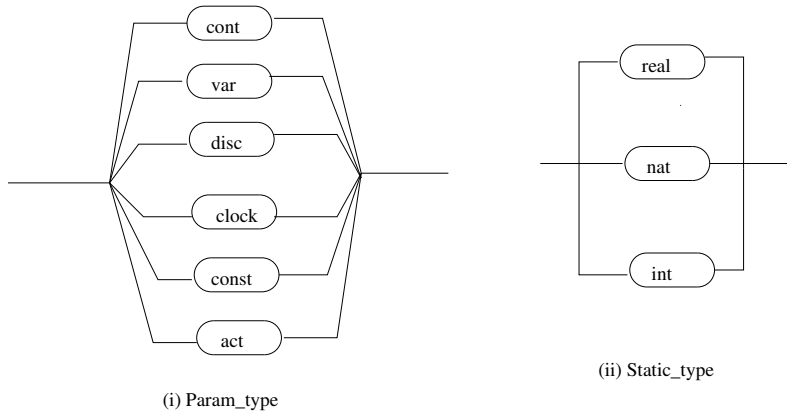 cont
var
disc
clock
const
act
(i) Param_type
real
nat
int
(ii) Static_type